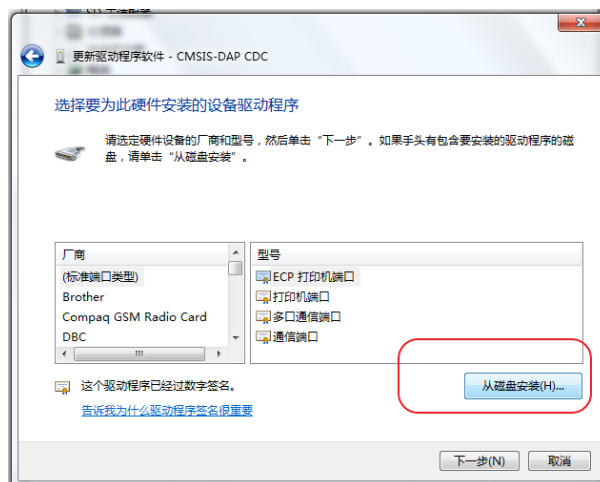 更新驱动程序软件 - CMSIS-DAP CDC
选择要为此硬件安装的设备驱动程序
请选定硬件设备的厂商和型号，然后单击“下一步”。如果手头有包含要安装的驱动程序的磁
盘，请单击“从磁盘安装”。
厂商
(标准端口类型)
Brother
Compaq GSM Radio Card
DBC
型号
ECP 打印机端口
打印机端口
多口通信端口
通信端口
这个驱动程序已经过数字签名。
告诉我为什么驱动程序签名很重要
从磁盘安装(H)...
下一步(N)
取消